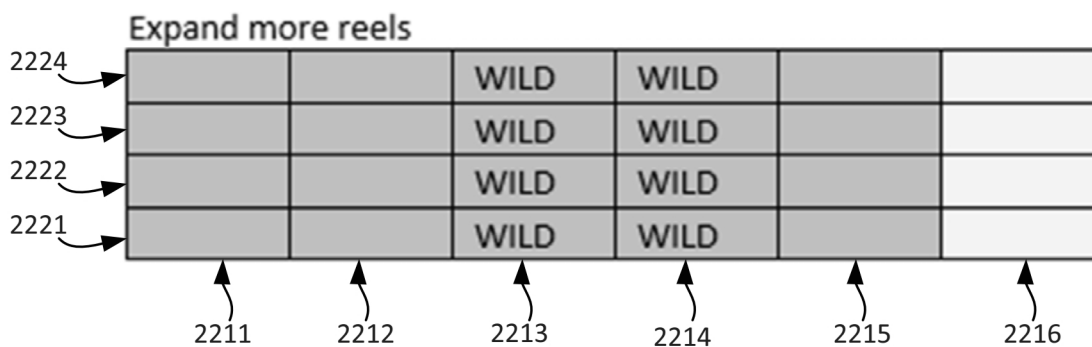 Expand more reels
2224 WILD WILD
2223 WILD WILD
2222 WILD WILD
2221 WILD WILD
2211 2212 2213 2214 2215 2216